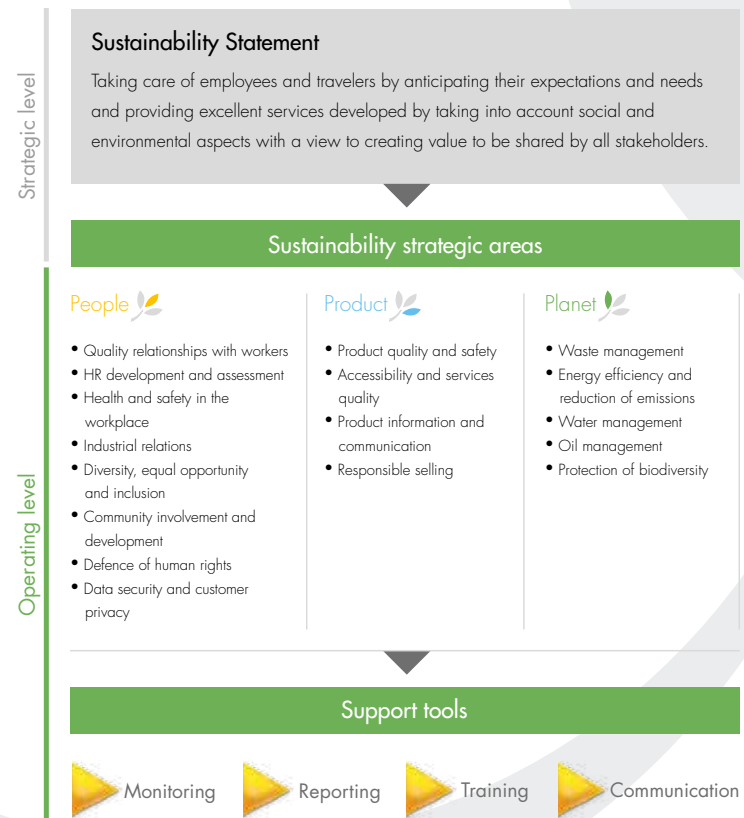 Strategic level
Sustainability Statement
Taking care of employees and travelers by anticipating their expectations and needs
and providing excellent services developed by taking into account social and
environmental aspects with a view to creating value to be shared by all stakeholders.
Sustainability strategic areas
Operating level
People
• Quality relationships with workers
• HR development and assessment
• Health and safety in the
workplace
• Industrial relations
• Diversity, equal opportunity
and inclusion
• Community involvement and
development
• Defence of human rights
• Data security and customer
privacy
Product
• Product quality and safety
• Accessibility and services
quality
• Product information and
communication
• Responsible selling
Planet
• Waste management
• Energy efficiency and
reduction of emissions
• Water management
• Oil management
• Protection of biodiversity
Support tools
Monitoring
Reporting
Training
Communication